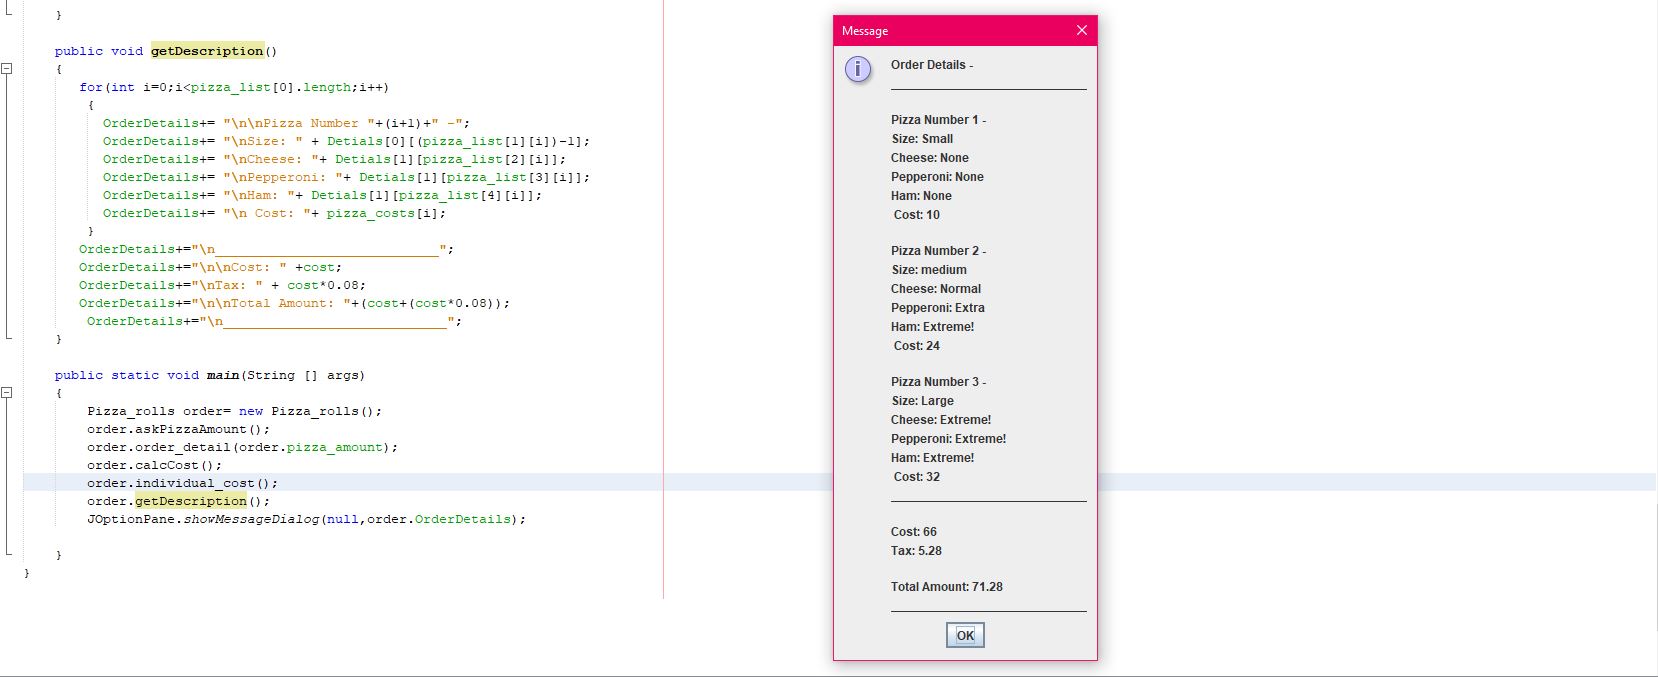 }
public void getDescription()
{
for(int i=0;i<pizza_list[0].length;i++)
{
OrderDetails+= "\n\nPizza Number "+(i+1)+" -";
OrderDetails+= "\nSize: " + Detials[0][(pizza_list[1][i])-1];
OrderDetails+= "\nCheese: "+ Detials[1][pizza_list[2][i]];
OrderDetails+= "\nPepperoni: "+ Detials[1][pizza_list[3][i]];
OrderDetails+= "\nHam: "+ Detials[1][pizza_list[4][i]];
OrderDetails+= "\n Cost: "+ pizza_costs[i];
}
OrderDetails+="\n____________________________";
OrderDetails+="\n\nCost: " +cost;
OrderDetails+="\nTax: " + cost*0.08;
OrderDetails+="\n\nTotal Amount: "+(cost+(cost*0.08));
OrderDetails+="\n____________________________";
}
public static void main(String [] args)
{
Pizza_rolls order= new Pizza_rolls();
order.askPizzaAmount();
order.order_detail(order.pizza_amount);
order.calcCost();
order.individual_cost();
order.getDescription();
JOptionPane.showMessageDialog(null,order.OrderDetails);
}
}
Message
Order Details -
____________________________
Pizza Number 1 -
Size: Small
Cheese: None
Pepperoni: None
Ham: None
Cost: 10
Pizza Number 2 -
Size: medium
Cheese: Normal
Pepperoni: Extra
Ham: Extreme!
Cost: 24
Pizza Number 3 -
Size: Large
Cheese: Extreme!
Pepperoni: Extreme!
Ham: Extreme!
Cost: 32
____________________________
Cost: 66
Tax: 5.28
Total Amount: 71.28
____________________________
OK